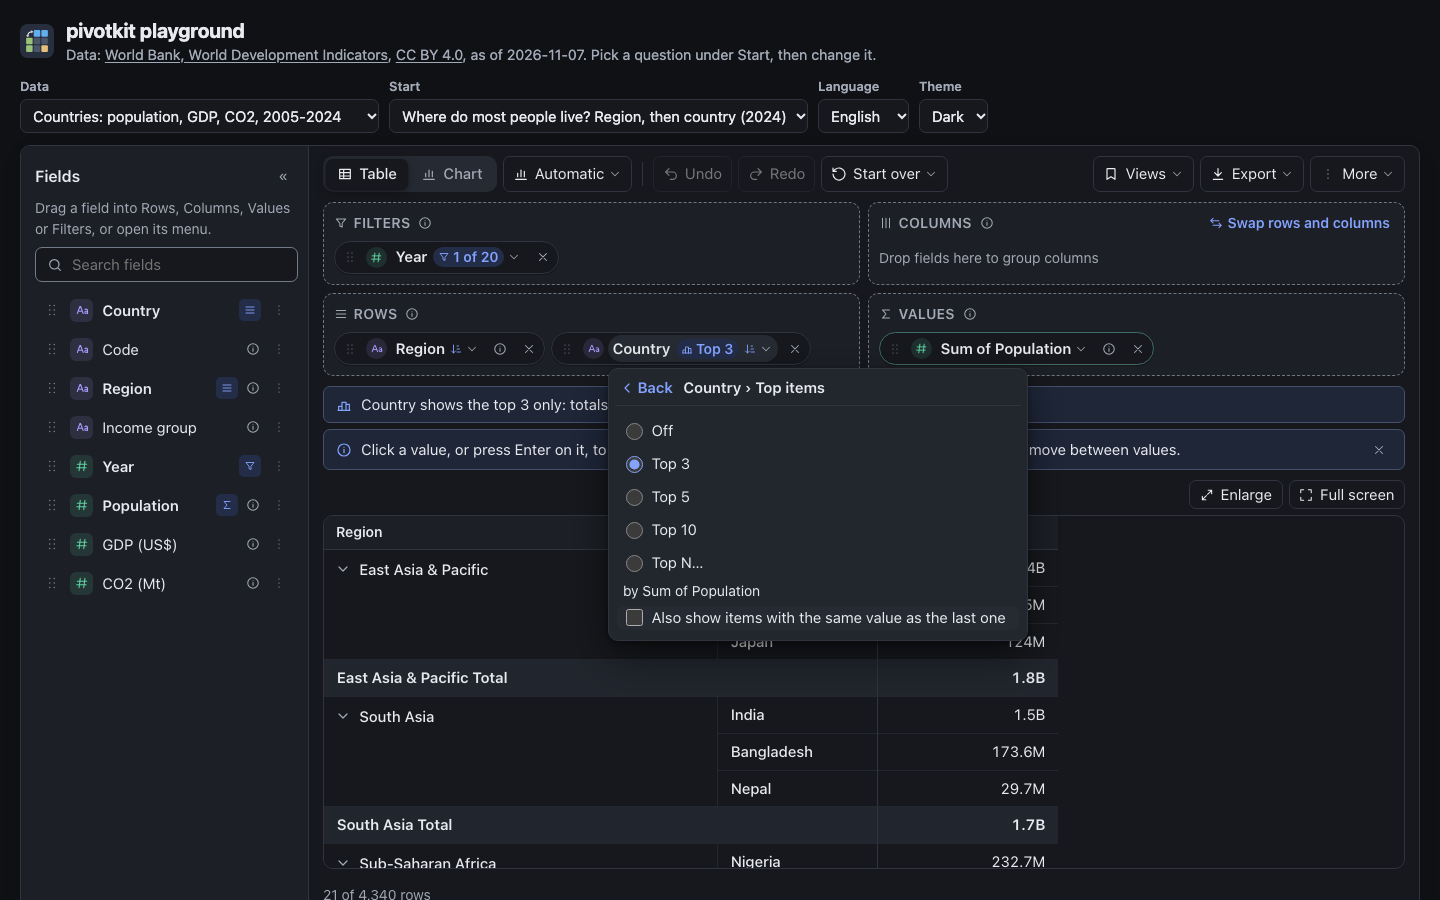 pivotkit playground
Data: World Bank, World Development Indicators, CC BY 4.0, as of 2026-11-07. Pick a question under Start, then change it.
Data
Start
Language
Theme
Countries: population, GDP, CO2, 2005-2024
Where do most people live? Region, then country (2024)
English
Dark
Fields
«
Drag a field into Rows, Columns, Values
or Filters, or open its menu.
Search fields
Aa Country
Aa Code
Aa Region
Aa Income group
# Year
# Population Σ
# GDP (US$)
# CO2 (Mt)
Table
Chart
Automatic
Undo
Redo
Start over
Views
Export
More
FILTERS
# Year 1 of 20
COLUMNS
Swap rows and columns
Drop fields here to group columns
ROWS
Aa Region
Aa Country Top 3
Σ VALUES
# Sum of Population
Country shows the top 3 only: totals
Click a value, or press Enter on it, to
move between values.
Back Country › Top items
Off
Top 3
Top 5
Top 10
Top N...
by Sum of Population
Also show items with the same value as the last one
Enlarge
Full screen
Region
East Asia & Pacific
4B
5M
Japan 124M
East Asia & Pacific Total 1.8B
South Asia India 1.5B
Bangladesh 173.6M
Nepal 29.7M
South Asia Total 1.7B
Sub-Saharan Africa Nigeria 232.7M
21 of 4,340 rows